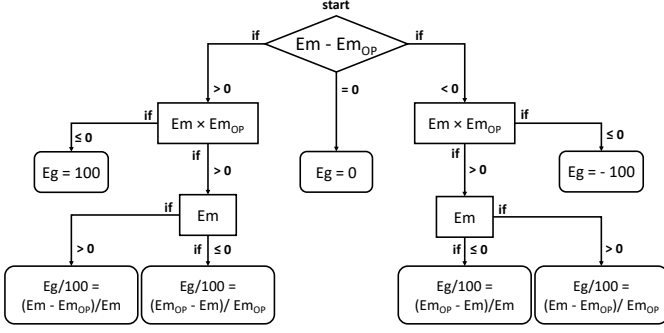 start
if
Em - Em_OP
if
> 0
= 0
< 0
if
Em × Em_OP
Em × Em_OP
if
≤ 0
if
if
≤ 0
Eg = 100
> 0
Eg = 0
> 0
Eg = - 100
if
Em
Em
if
> 0
if
≤ 0
if
≤ 0
> 0
Eg/100 =
(Em - Em_OP)/Em
Eg/100 =
(Em_OP - Em)/ Em_OP
Eg/100 =
(Em_OP - Em)/Em
Eg/100 =
(Em - Em_OP)/ Em_OP